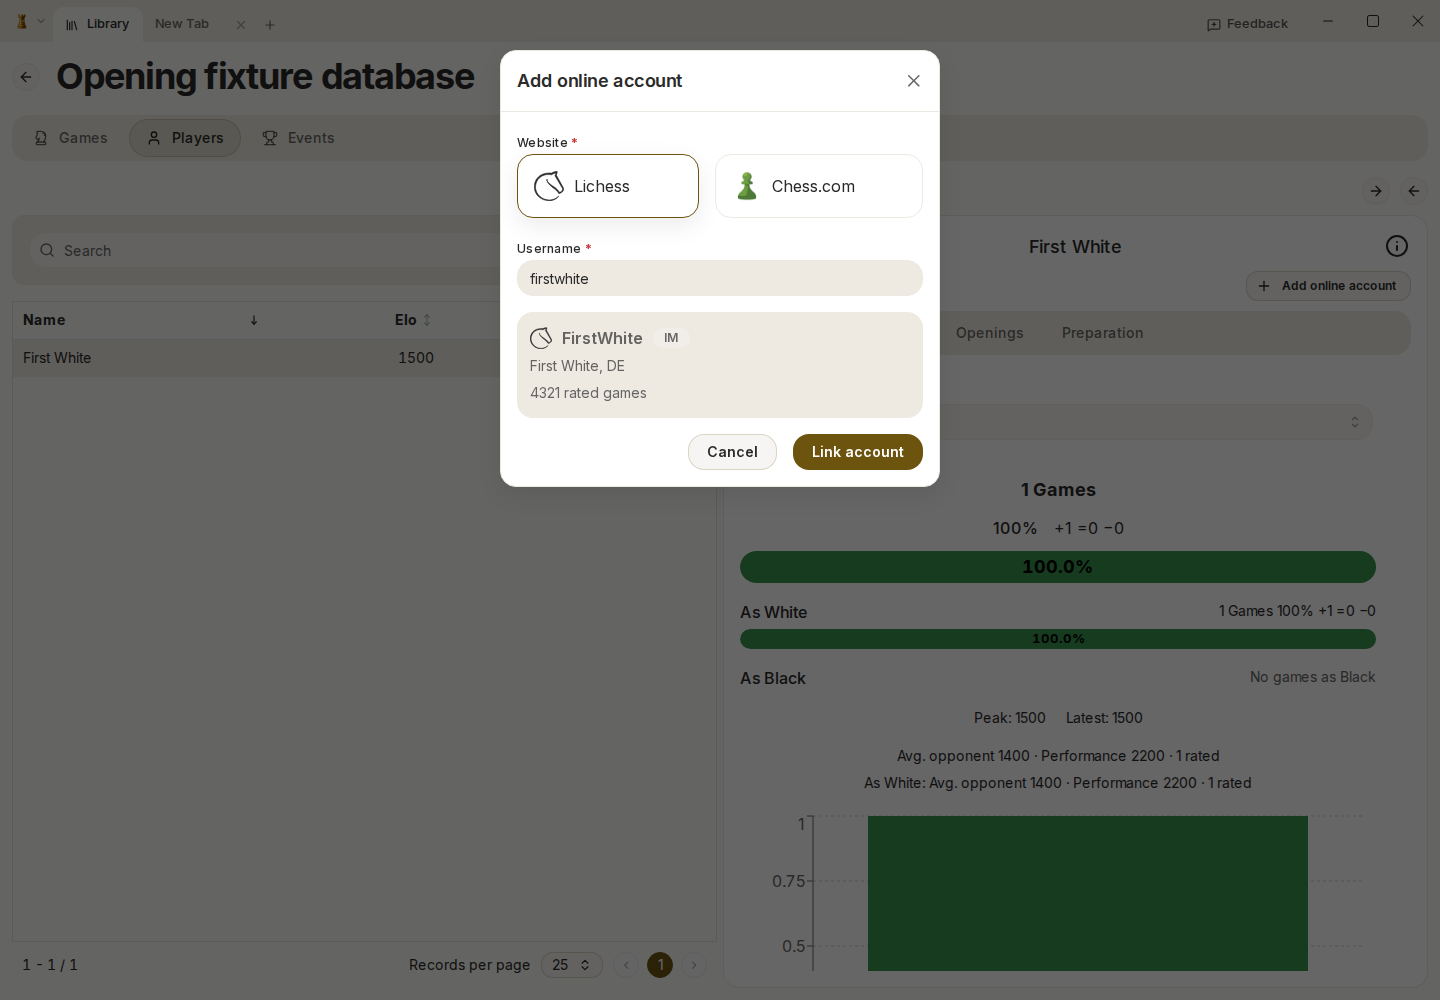 Library
New Tab
Feedback
Opening fixture database
Games
Players
Events
Search
Name
Elo
First White
1500
1 - 1 / 1
Records per page
25
1
Add online account
Website *
Lichess
Chess.com
Username *
firstwhite
FirstWhite
IM
First White, DE
4321 rated games
Cancel
Link account
First White
Add online account
Openings
Preparation
1 Games
100% +1 =0 −0
100.0%
As White
1 Games 100% +1 =0 −0
100.0%
As Black
No games as Black
Peak: 1500 Latest: 1500
Avg. opponent 1400 · Performance 2200 · 1 rated
As White: Avg. opponent 1400 · Performance 2200 · 1 rated
1
0.75
0.5